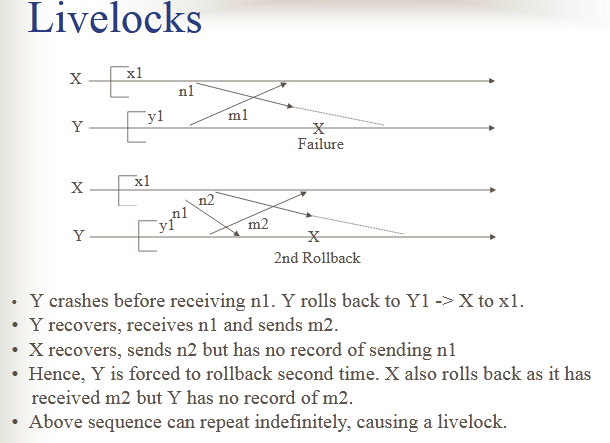 Livelocks
X x1
n1
Y y1 m1
X
Failure
X x1
n2
n1
y1
m2
Y
X
2nd Rollback
• Y crashes before receiving n1. Y rolls back to Y1 -> X to x1.
• Y recovers, receives n1 and sends m2.
• X recovers, sends n2 but has no record of sending n1
• Hence, Y is forced to rollback second time. X also rolls back as it has
received m2 but Y has no record of m2.
• Above sequence can repeat indefinitely, causing a livelock.